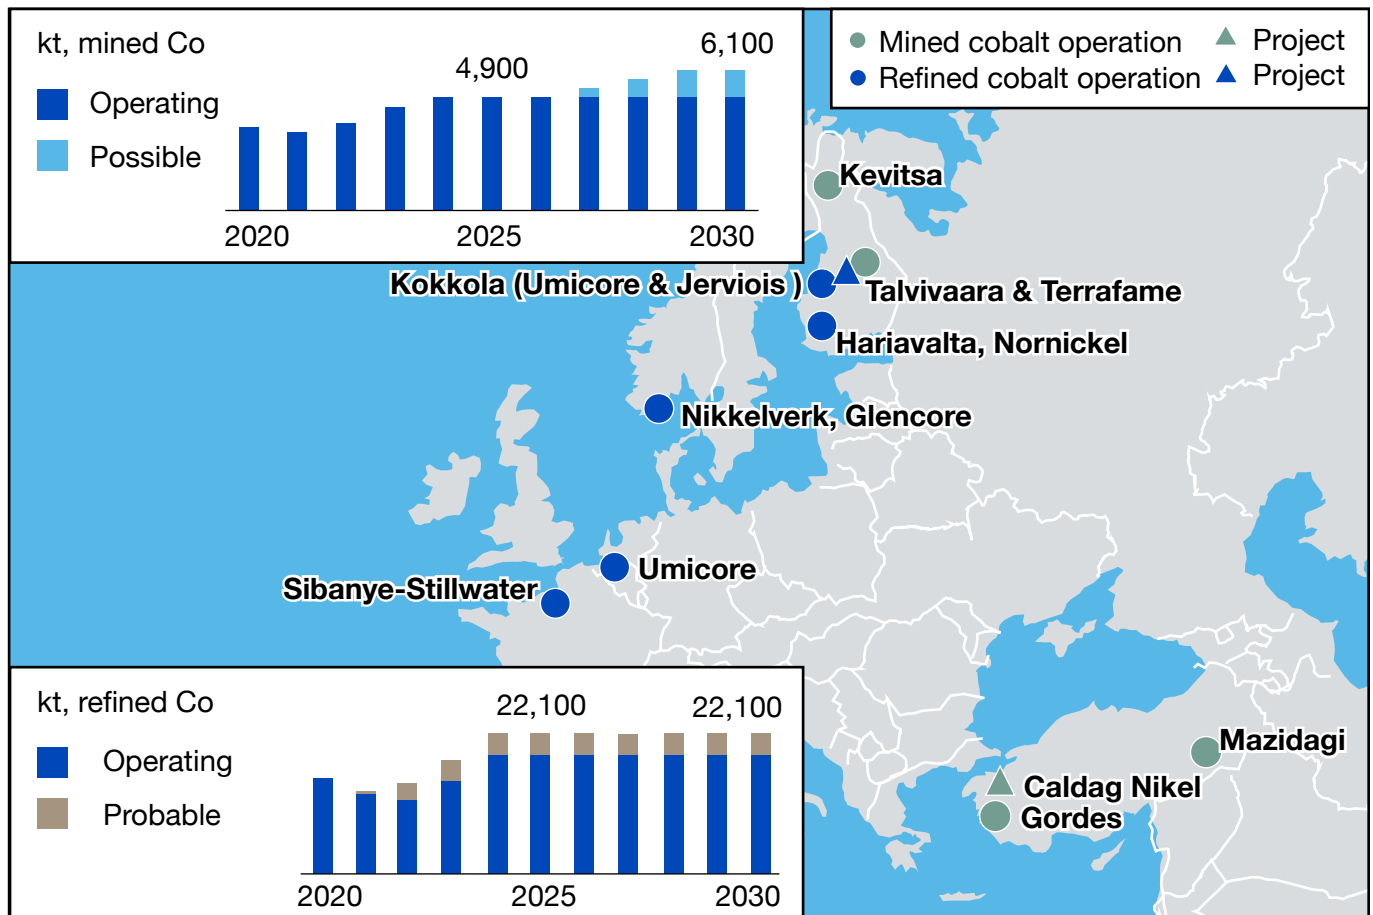 kt, mined Co
Operating
Possible
4,900
6,100
2020
2025
2030
Mined cobalt operation
Project
Refined cobalt operation
Project
Kevitsa
Kokkola (Umicore & Jerviois )
Talvivaara & Terrafame
Hariavalta, Nornickel
Nikkelverk, Glencore
Umicore
Sibanye-Stillwater
Mazidagi
Caldag Nikel
Gordes
kt, refined Co
Operating
Probable
22,100
22,100
2020
2025
2030